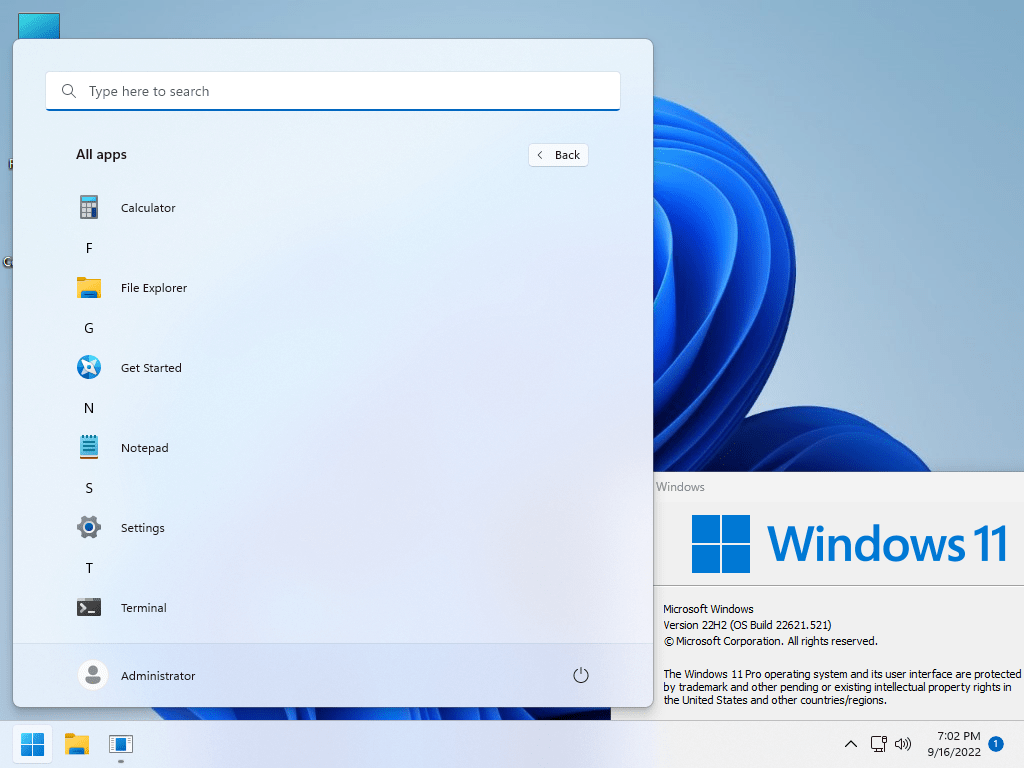 Type here to search
All apps
Back
Calculator
F
File Explorer
G
Get Started
N
Notepad
S
Settings
T
Terminal
Administrator
Windows
Windows 11
Microsoft Windows
Version 22H2 (OS Build 22621.521)
© Microsoft Corporation. All rights reserved.
The Windows 11 Pro operating system and its user interface are protected
by trademark and other pending or existing intellectual property rights in
the United States and other countries/regions.
7:02 PM
9/16/2022
1